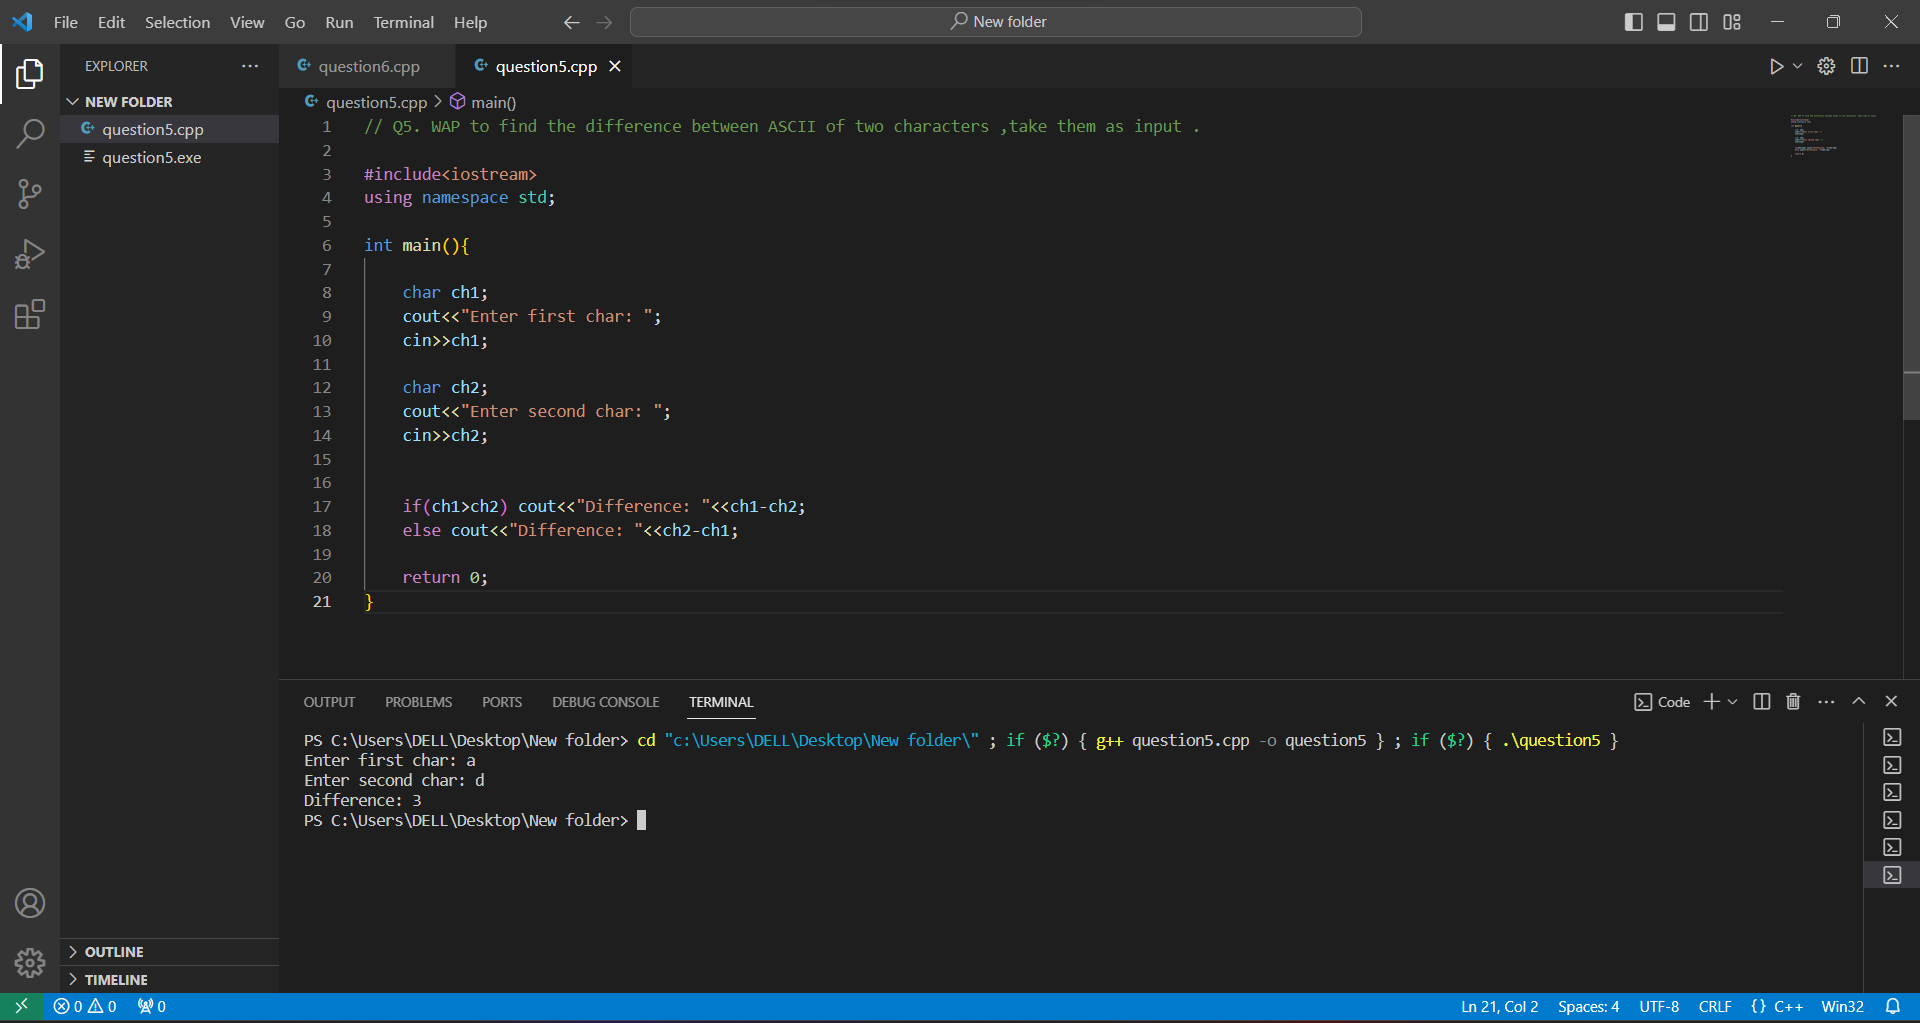 File Edit Selection View Go Run Terminal Help
New folder
EXPLORER
NEW FOLDER
question5.cpp
question5.exe
OUTLINE
TIMELINE
question6.cpp
question5.cpp
question5.cpp > main()
1 // Q5. WAP to find the difference between ASCII of two characters ,take them as input .
2
3 #include<iostream>
4 using namespace std;
5
6 int main(){
7
8 char ch1;
9 cout<<"Enter first char: ";
10 cin>>ch1;
11
12 char ch2;
13 cout<<"Enter second char: ";
14 cin>>ch2;
15
16
17 if(ch1>ch2) cout<<"Difference: "<<ch1-ch2;
18 else cout<<"Difference: "<<ch2-ch1;
19
20 return 0;
21 }
OUTPUT PROBLEMS PORTS DEBUG CONSOLE TERMINAL
Code
PS C:\Users\DELL\Desktop\New folder> cd "c:\Users\DELL\Desktop\New folder\" ; if ($?) { g++ question5.cpp -o question5 } ; if ($?) { .\question5 }
Enter first char: a
Enter second char: d
Difference: 3
PS C:\Users\DELL\Desktop\New folder>
0 0 0
Ln 21, Col 2 Spaces: 4 UTF-8 CRLF {} C++ Win32